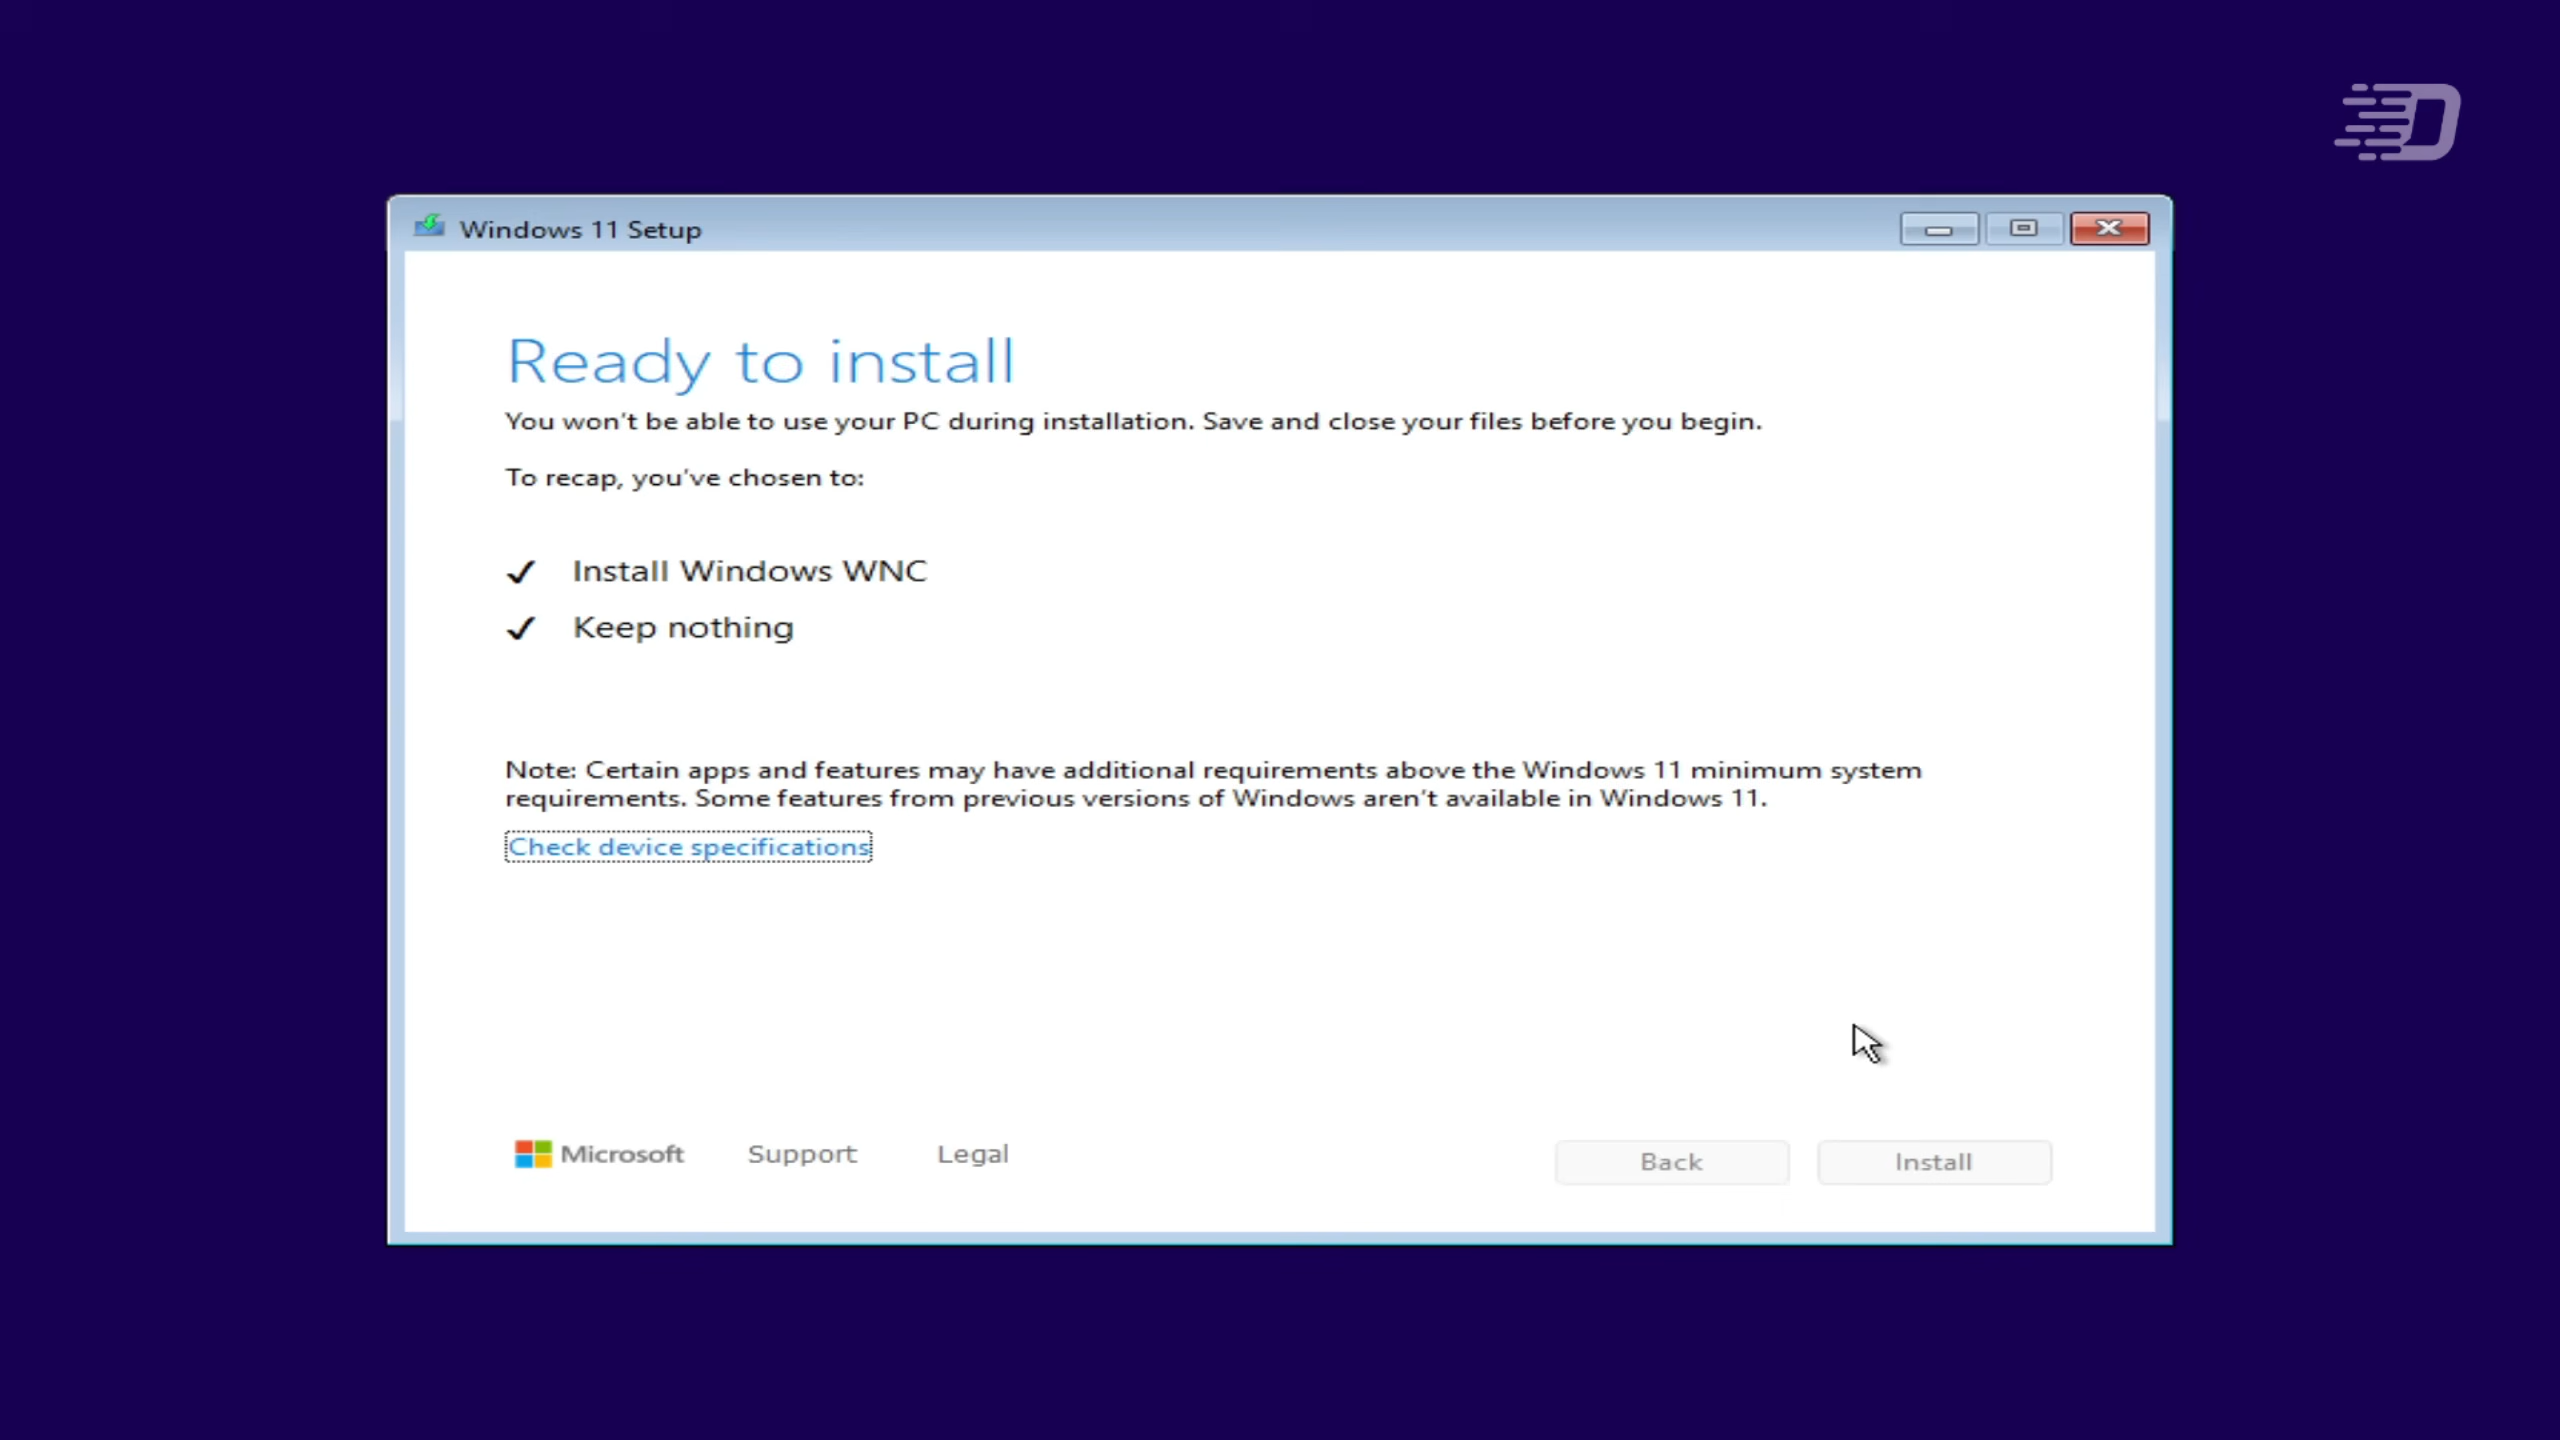 Windows 11 Setup
Ready to install
You won't be able to use your PC during installation. Save and close your files before you begin.
To recap, you've chosen to:
✓ Install Windows WNC
✓ Keep nothing
Note: Certain apps and features may have additional requirements above the Windows 11 minimum system
requirements. Some features from previous versions of Windows aren't available in Windows 11.
Check device specifications
Microsoft Support Legal Back Install